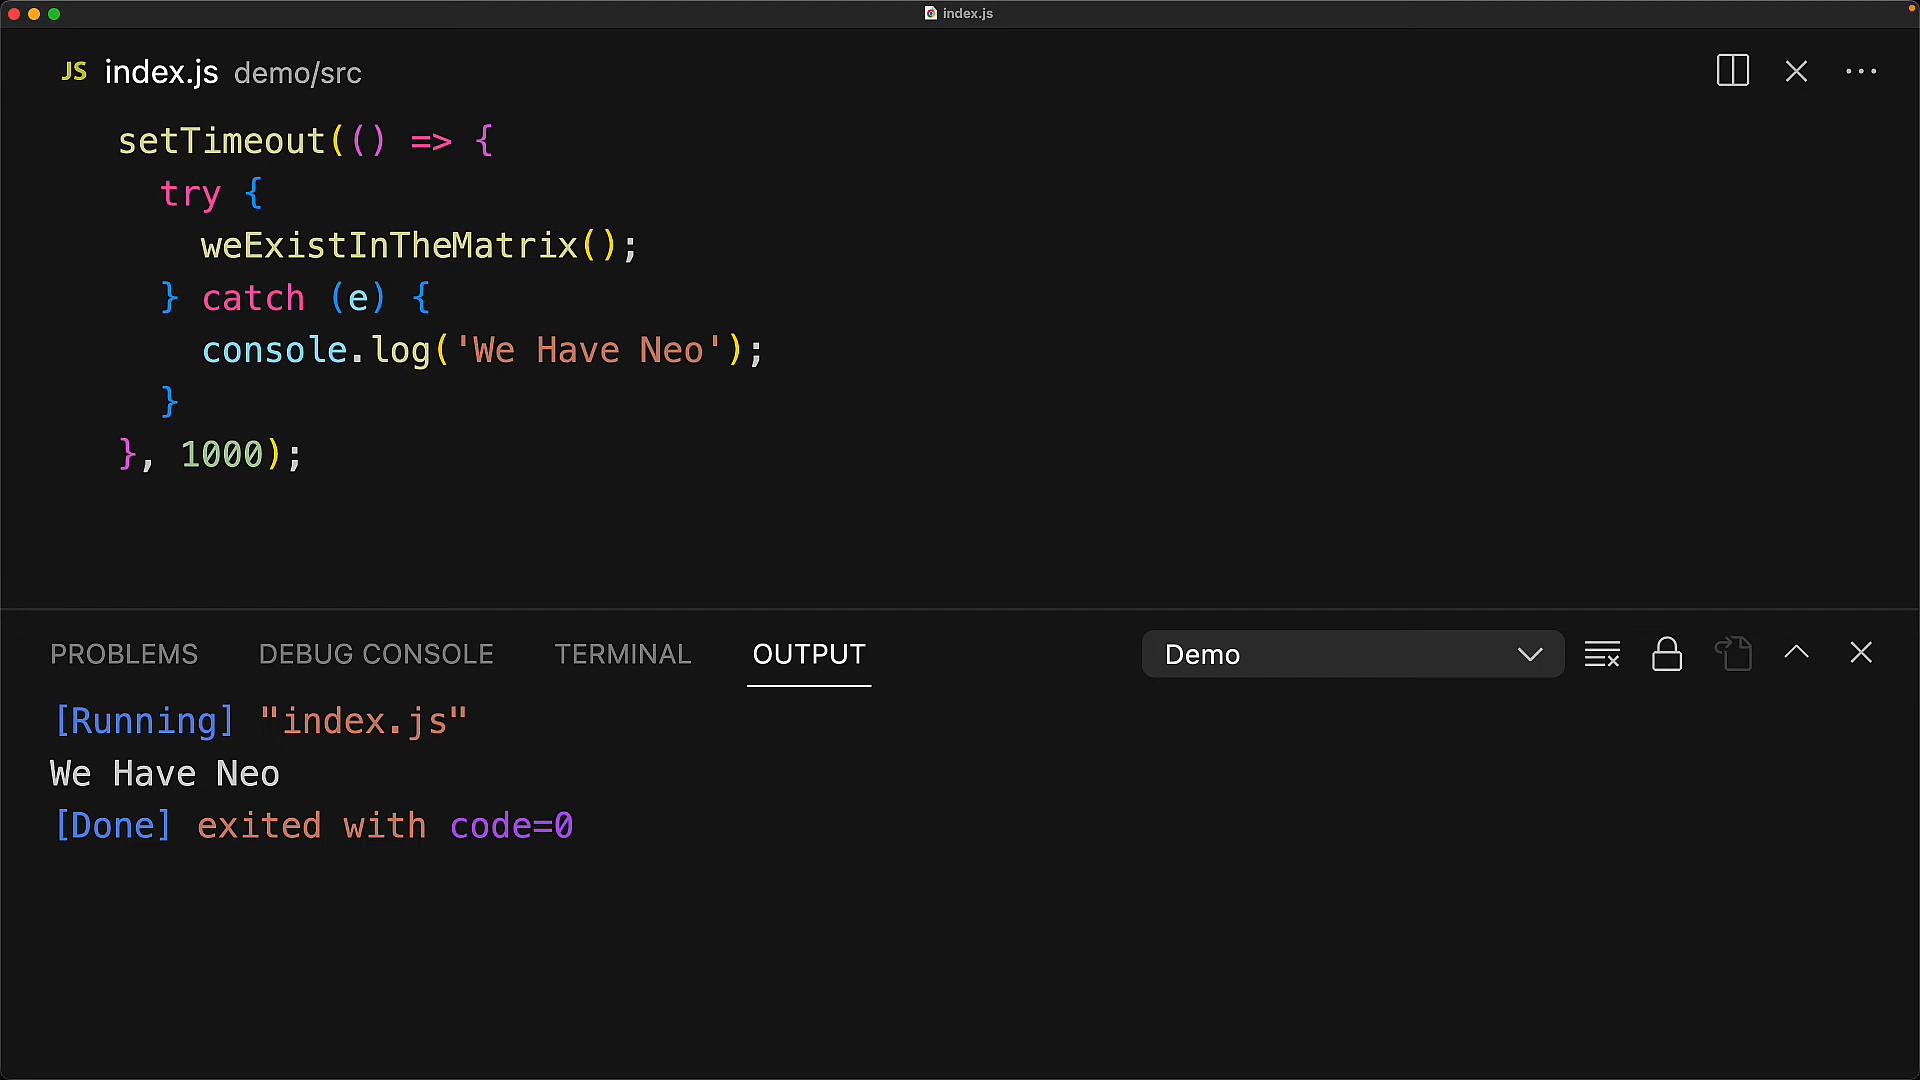 index.js
JS index.js demo/src
setTimeout(() => {
  try {
    weExistInTheMatrix();
  } catch (e) {
    console.log('We Have Neo');
  }
}, 1000);
PROBLEMS DEBUG CONSOLE TERMINAL OUTPUT Demo
[Running] "index.js"
We Have Neo
[Done] exited with code=0